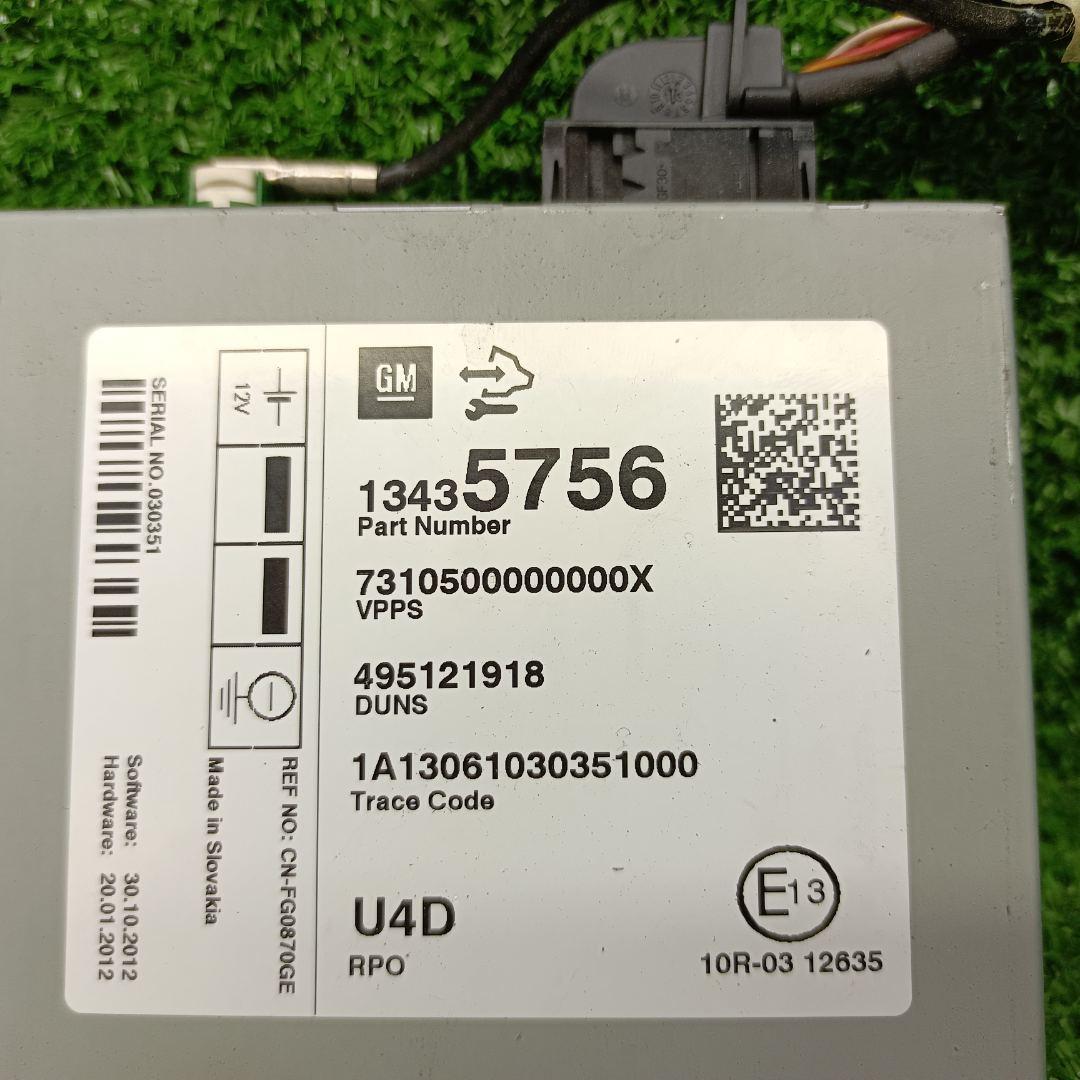 GM
13435756
Part Number
7310500000000X
VPPS
495121918
DUNS
1A13061030351000
Trace Code
U4D
RPO
E13
10R-03 12635
12V
SERIAL NO.030351
REF NO: CN-FG0870GE
Made in Slovakia
Software: 30.10.2012
Hardware: 20.01.2012